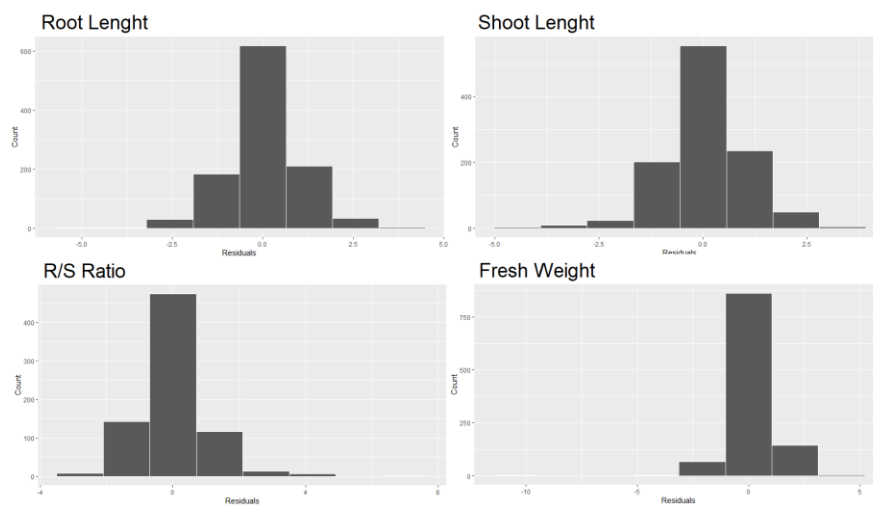 Root Lenght
Shoot Lenght
600
400
200
0
Count
-5.0
-2.5
0.0
2.5
5.0
Residuals
400
200
0
Count
-5.0
-2.5
0.0
2.5
Residuals
R/S Ratio
Fresh Weight
400
300
200
100
0
Count
-4
0
4
8
Residuals
750
500
250
0
Count
-10
-5
0
5
Residuals